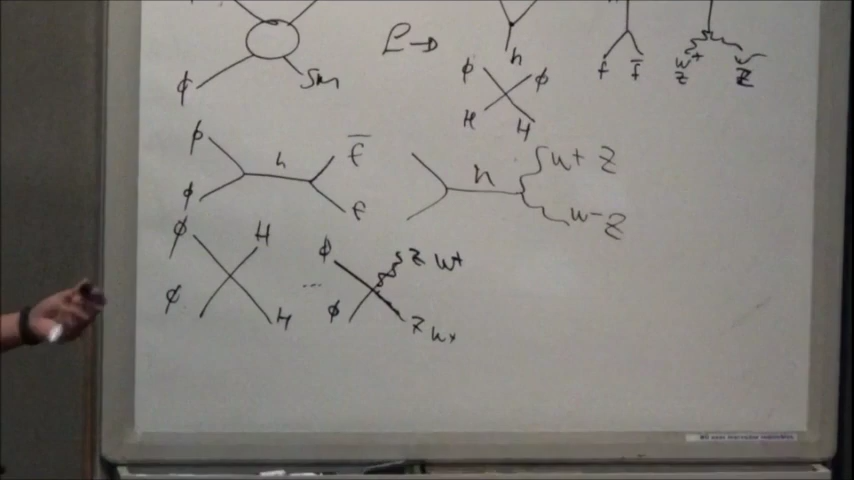 φ SM
L →
h
φ φ
H H
f f̄
W+ Z
Z
φ h f̄
φ f
h W+ Z
W- Z
φ H
φ H
...
φ Z W+
φ Z